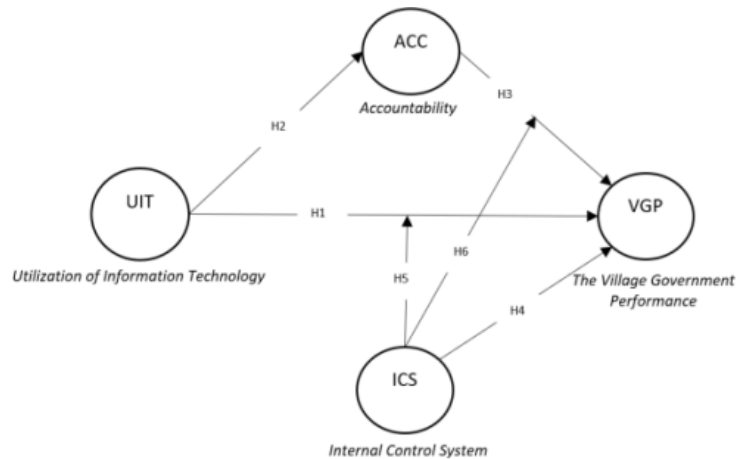 ACC
H3
Accountability
H2
UIT
VGP
H1
H6
Utilization of Information Technology
H5
The Village Government
Performance
H4
ICS
Internal Control System